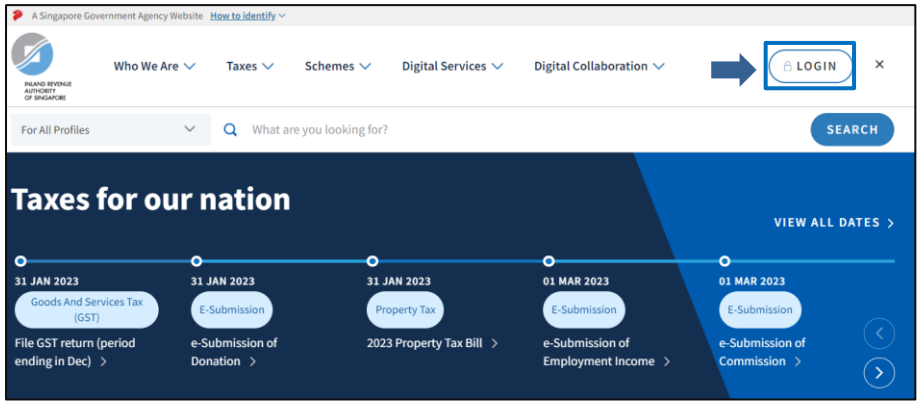 A Singapore Government Agency Website How to identify
INLAND REVENUE
AUTHORITY
OF SINGAPORE
Who We Are
Taxes
Schemes
Digital Services
Digital Collaboration
LOGIN
For All Profiles
What are you looking for?
SEARCH
Taxes for our nation
VIEW ALL DATES
31 JAN 2023
Goods And Services Tax
(GST)
File GST return (period
ending in Dec)
31 JAN 2023
E-Submission
e-Submission of
Donation
31 JAN 2023
Property Tax
2023 Property Tax Bill
01 MAR 2023
E-Submission
e-Submission of
Employment Income
01 MAR 2023
E-Submission
e-Submission of
Commission